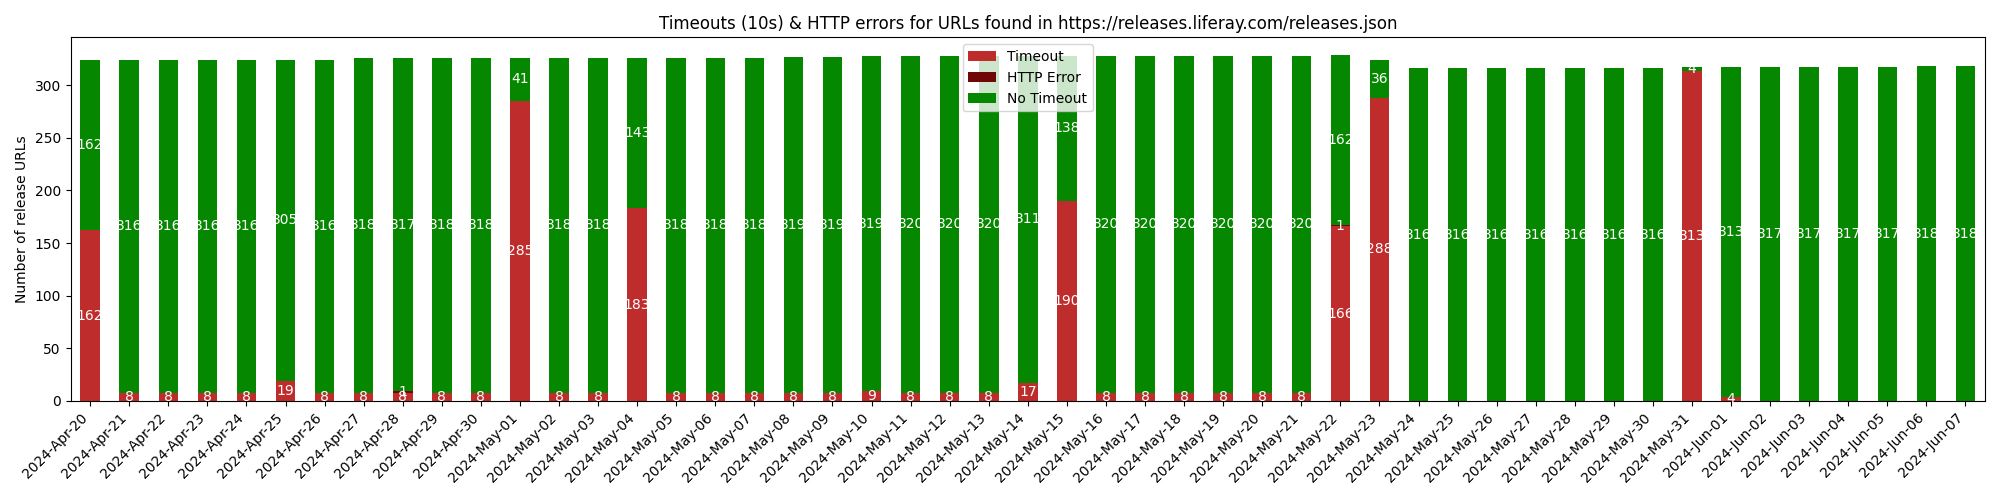 Timeouts (10s) & HTTP errors for URLs found in https://releases.liferay.com/releases.json
Timeout
HTTP Error
No Timeout
Number of release URLs
300
250
200
150
100
50
0
41 36 4
162 143 138 162
316 316 316 316 305 316 318 317 318 318 318 318 318 318 318 319 319 319 320 320 320 311 320 320 320 320 320 320 1 316 316 316 316 316 316 316 313 313 317 317 317 317 318 318
162 285 183 190 166 288
8 8 8 8 19 8 8 1 8 8 8 8 8 8 8 8 8 8 9 8 8 8 17 8 8 8 8 8 8 4
2024-Apr-20 2024-Apr-21 2024-Apr-22 2024-Apr-23 2024-Apr-24 2024-Apr-25 2024-Apr-26 2024-Apr-27 2024-Apr-28 2024-Apr-29 2024-Apr-30 2024-May-01 2024-May-02 2024-May-03 2024-May-04 2024-May-05 2024-May-06 2024-May-07 2024-May-08 2024-May-09 2024-May-10 2024-May-11 2024-May-12 2024-May-13 2024-May-14 2024-May-15 2024-May-16 2024-May-17 2024-May-18 2024-May-19 2024-May-20 2024-May-21 2024-May-22 2024-May-23 2024-May-24 2024-May-25 2024-May-26 2024-May-27 2024-May-28 2024-May-29 2024-May-30 2024-May-31 2024-Jun-01 2024-Jun-02 2024-Jun-03 2024-Jun-04 2024-Jun-05 2024-Jun-06 2024-Jun-07